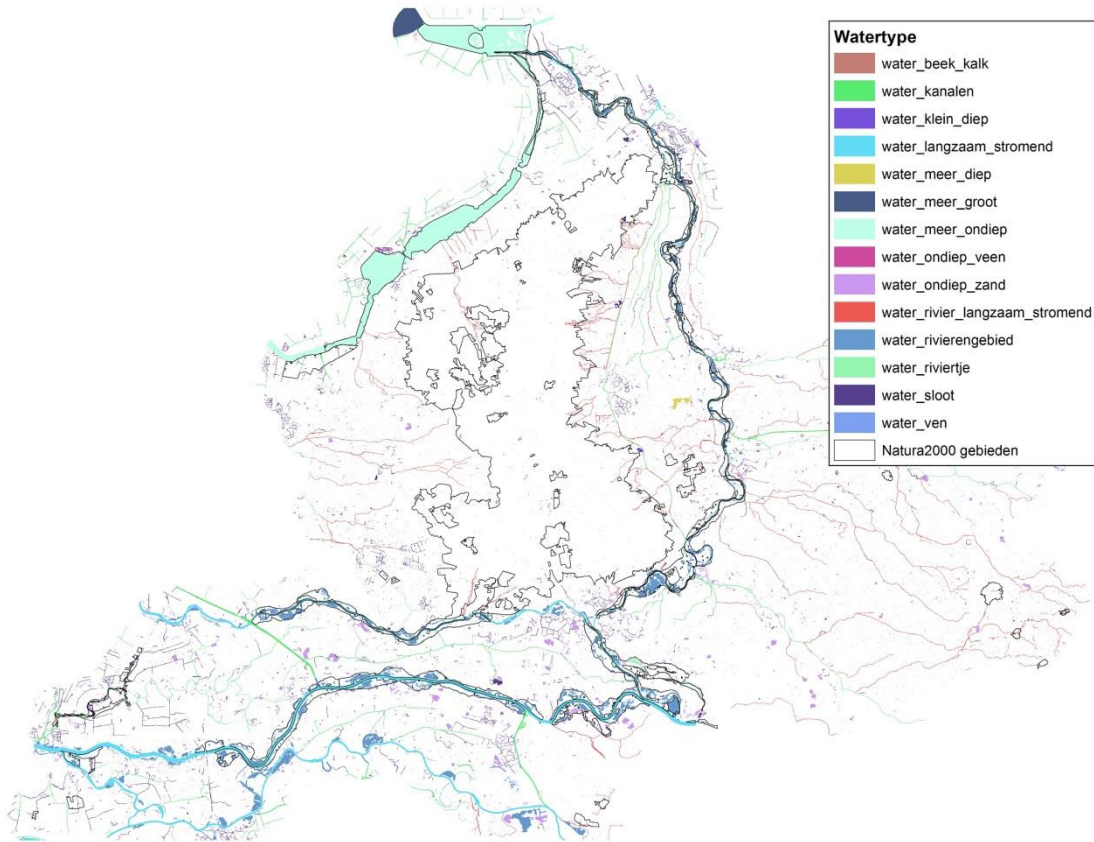 Watertype
water_beek_kalk
water_kanalen
water_klein_diep
water_langzaam_stromend
water_meer_diep
water_meer_groot
water_meer_ondiep
water_ondiep_veen
water_ondiep_zand
water_rivier_langzaam_stromend
water_rivierengebied
water_riviertje
water_sloot
water_ven
Natura2000 gebieden